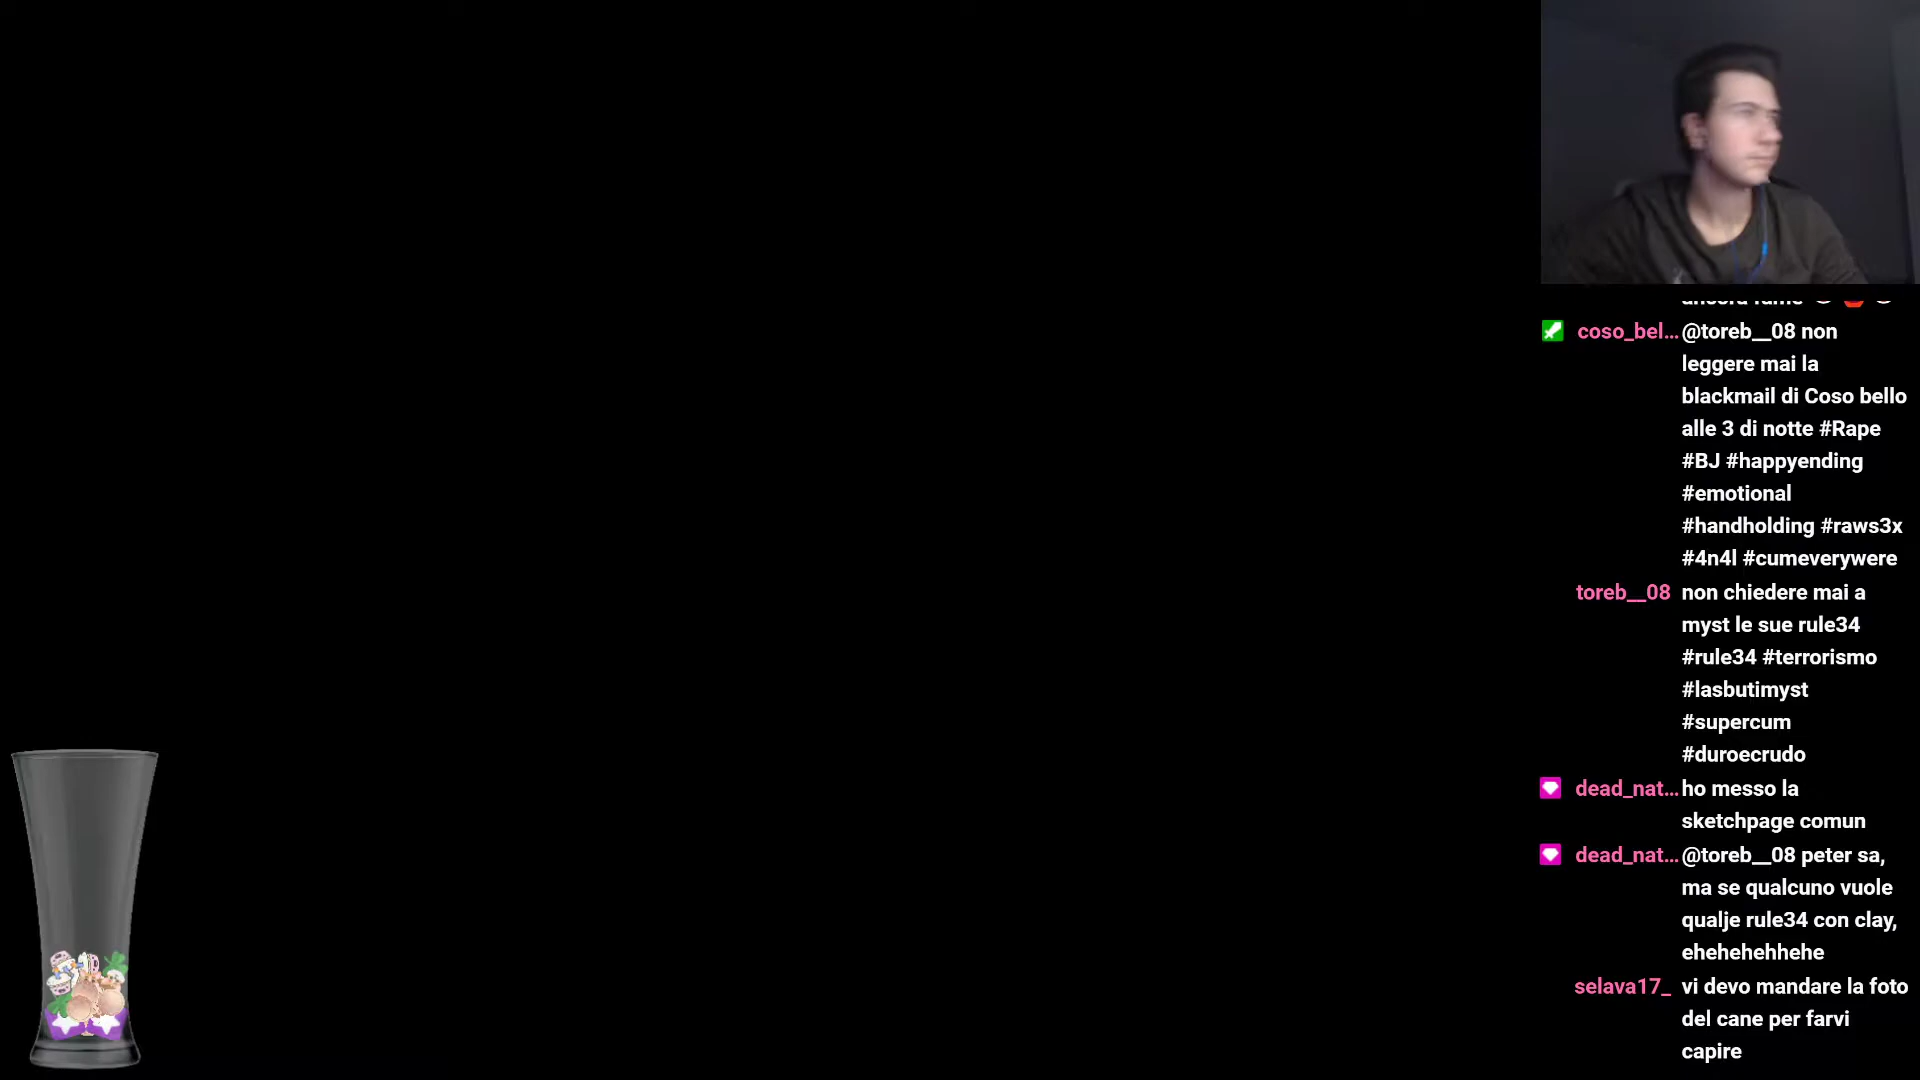 coso_bel... @toreb__08 non
leggere mai la
blackmail di Coso bello
alle 3 di notte #Rape
#BJ #happyending
#emotional
#handholding #raws3x
#4n4l #cumeverywere
toreb__08 non chiedere mai a
myst le sue rule34
#rule34 #terrorismo
#lasbutimyst
#supercum
#duroecrudo
dead_nat... ho messo la
sketchpage comun
dead_nat... @toreb__08 peter sa,
ma se qualcuno vuole
qualje rule34 con clay,
ehehehehhehe
selava17_ vi devo mandare la foto
del cane per farvi
capire